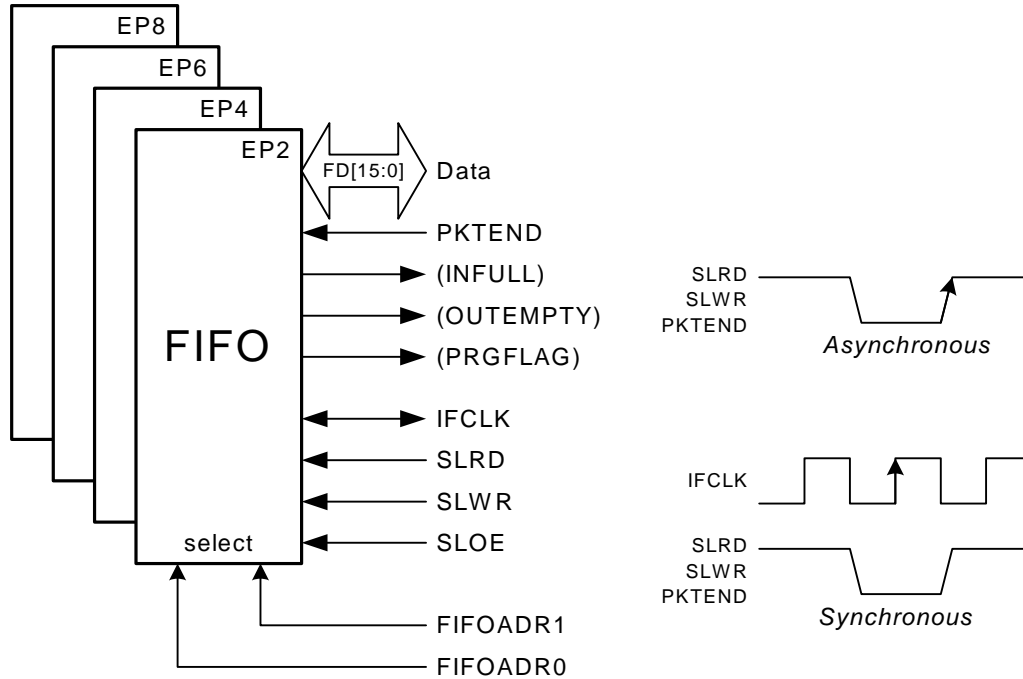 EP8
EP6
EP4
EP2
FD[15:0]
Data
PKTEND
(INFULL)
(OUTEMPTY)
(PRGFLAG)
FIFO
IFCLK
SLRD
SLWR
SLOE
select
FIFOADR1
FIFOADR0
SLRD
SLWR
PKTEND
Asynchronous
IFCLK
SLRD
SLWR
PKTEND
Synchronous